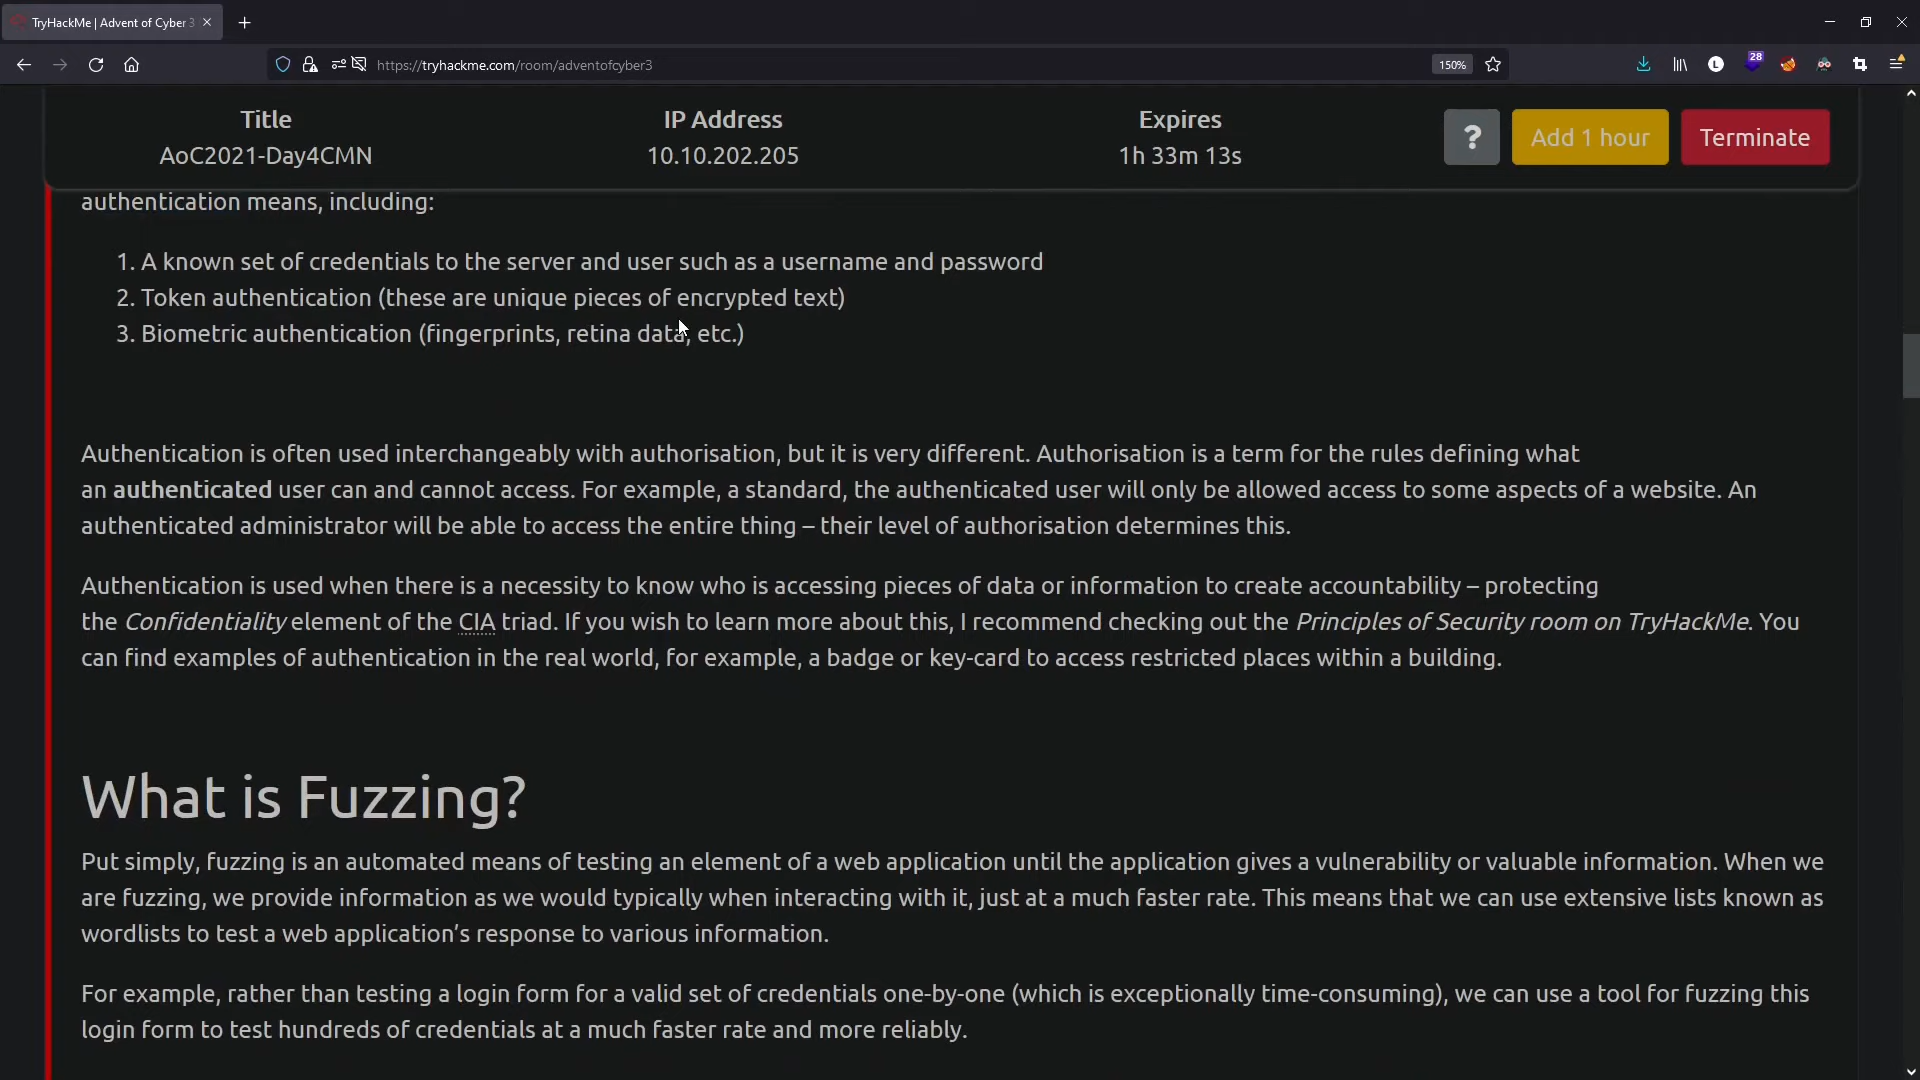 TryHackMe | Advent of Cyber 3
https://tryhackme.com/room/adventofcyber3
150%
28
Title
IP Address
Expires
AoC2021-Day4CMN
10.10.202.205
1h 33m 13s
?
Add 1 hour
Terminate
authentication means, including:
1. A known set of credentials to the server and user such as a username and password
2. Token authentication (these are unique pieces of encrypted text)
3. Biometric authentication (fingerprints, retina data, etc.)
Authentication is often used interchangeably with authorisation, but it is very different. Authorisation is a term for the rules defining what
an authenticated user can and cannot access. For example, a standard, the authenticated user will only be allowed access to some aspects of a website. An
authenticated administrator will be able to access the entire thing – their level of authorisation determines this.
Authentication is used when there is a necessity to know who is accessing pieces of data or information to create accountability – protecting
the Confidentiality element of the CIA triad. If you wish to learn more about this, I recommend checking out the Principles of Security room on TryHackMe. You
can find examples of authentication in the real world, for example, a badge or key-card to access restricted places within a building.
What is Fuzzing?
Put simply, fuzzing is an automated means of testing an element of a web application until the application gives a vulnerability or valuable information. When we
are fuzzing, we provide information as we would typically when interacting with it, just at a much faster rate. This means that we can use extensive lists known as
wordlists to test a web application’s response to various information.
For example, rather than testing a login form for a valid set of credentials one-by-one (which is exceptionally time-consuming), we can use a tool for fuzzing this
login form to test hundreds of credentials at a much faster rate and more reliably.